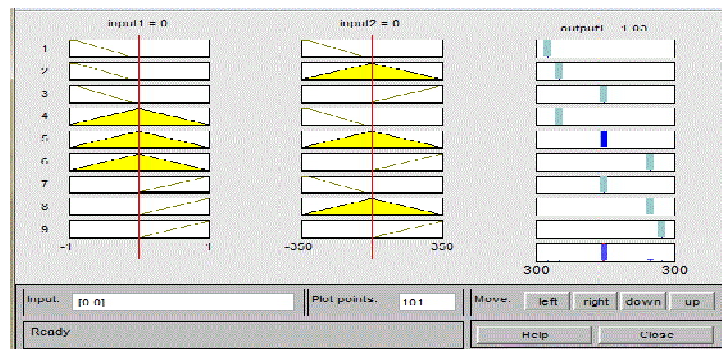 input1 = 0
input2 = 0
1
2
3
4
5
6
7
8
9
-1
1
-350
350
300
300
Input:
[0 0]
Plot points:
101
Move:
left
right
down
up
Ready
Help
Close